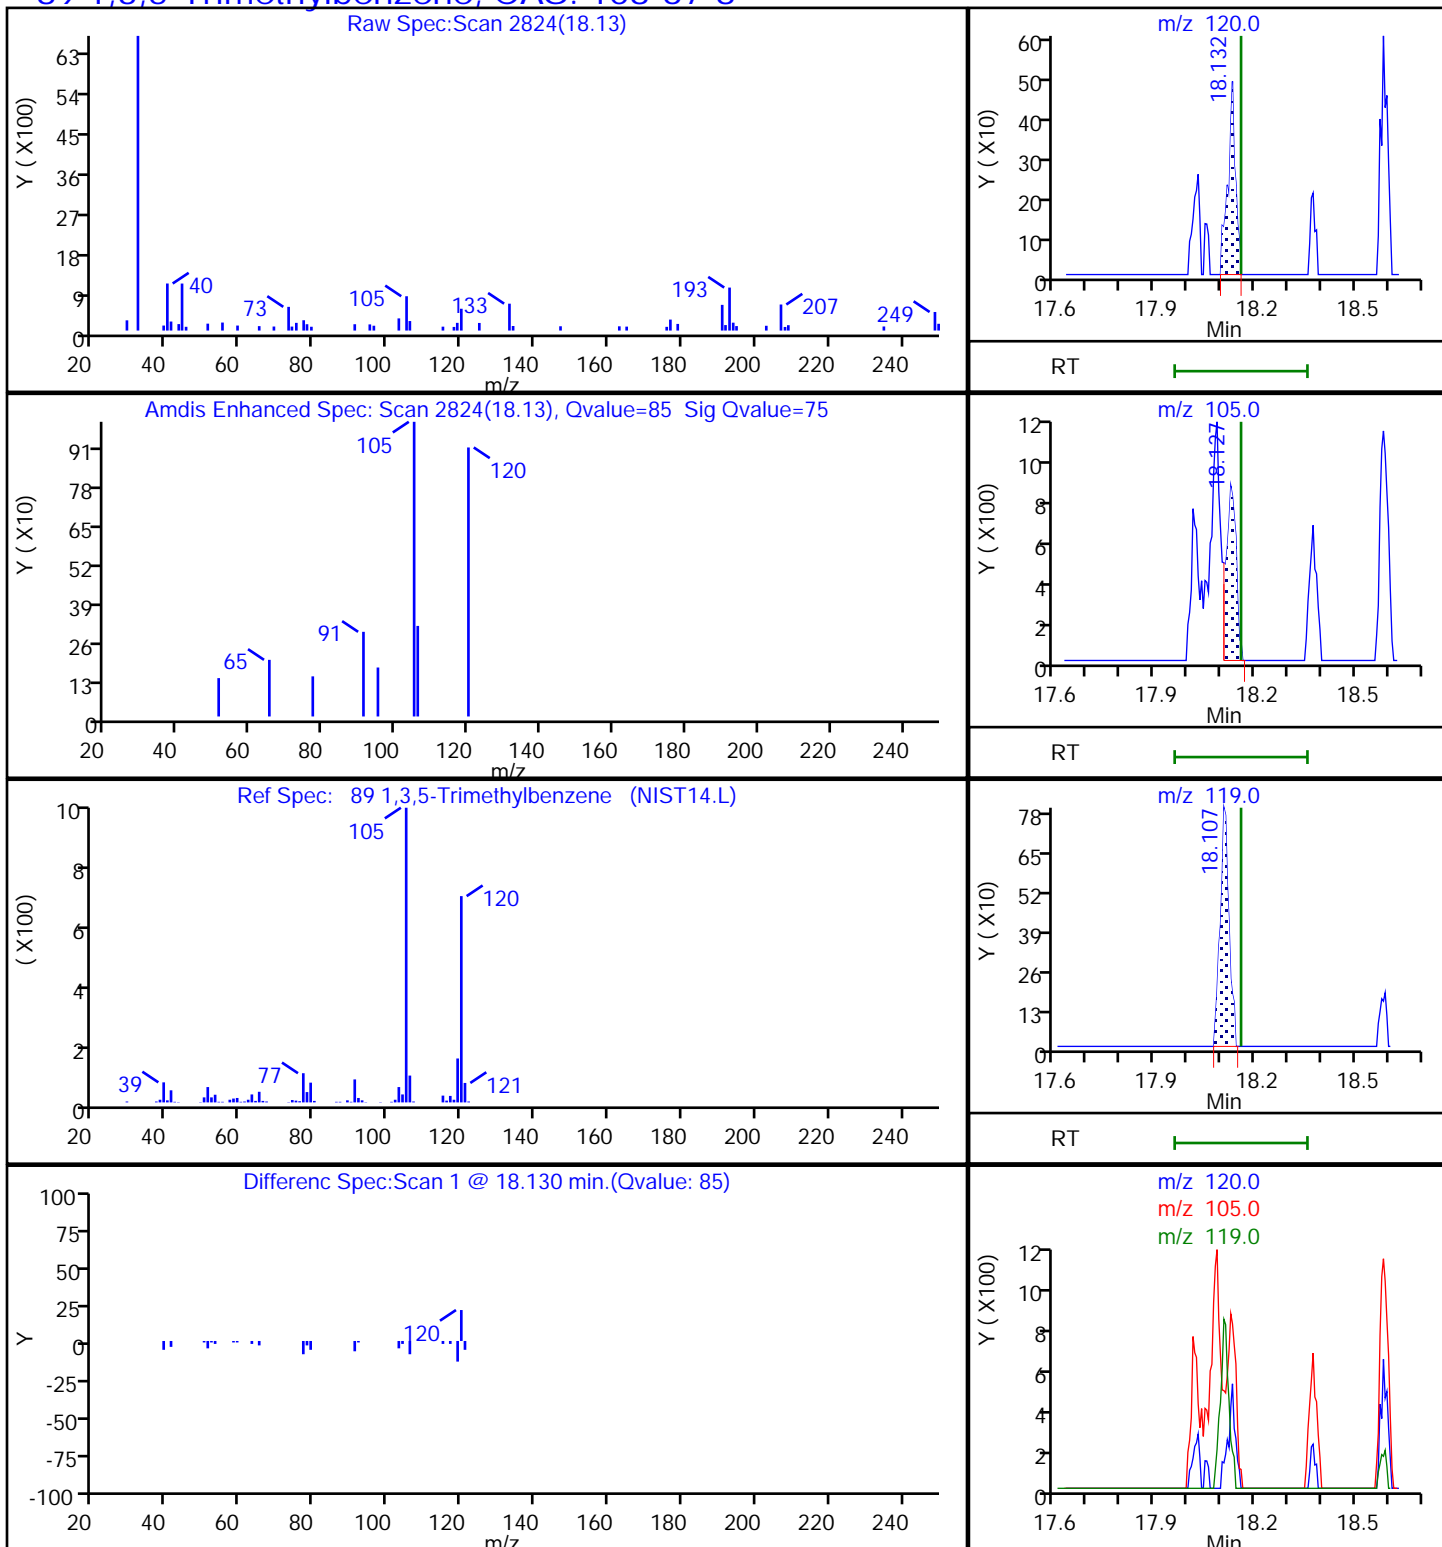 Raw Spec:Scan 2824(18.13)
Y ( X100)
63
54
45
36
27
18
9
0
40
73
105
133
193
207
249
20 40 60 80 100 120 140 160 180 200 220 240
m/z
m/z 120.0
Y ( X10)
60
50
40
30
20
10
0
18.132
17.6 17.9 18.2 18.5
Min
RT
Amdis Enhanced Spec: Scan 2824(18.13), Qvalue=85 Sig Qvalue=75
Y ( X10)
91
78
65
52
39
26
13
0
65
91
105
120
20 40 60 80 100 120 140 160 180 200 220 240
m/z
m/z 105.0
Y ( X100)
12
10
8
6
4
2
0
18.127
17.6 17.9 18.2 18.5
Min
RT
Ref Spec: 89 1,3,5-Trimethylbenzene (NIST14.L)
( X100)
10
8
6
4
2
0
39
77
105
120
121
20 40 60 80 100 120 140 160 180 200 220 240
m/z 119.0
Y ( X10)
78
65
52
39
26
13
0
18.107
17.6 17.9 18.2 18.5
Min
RT
Differenc Spec:Scan 1 @ 18.130 min.(Qvalue: 85)
Y
100
75
50
25
0
-25
-50
-75
-100
120
20 40 60 80 100 120 140 160 180 200 220 240
m/z
m/z 120.0
m/z 105.0
m/z 119.0
Y ( X100)
12
10
8
6
4
2
0
17.6 17.9 18.2 18.5
Min